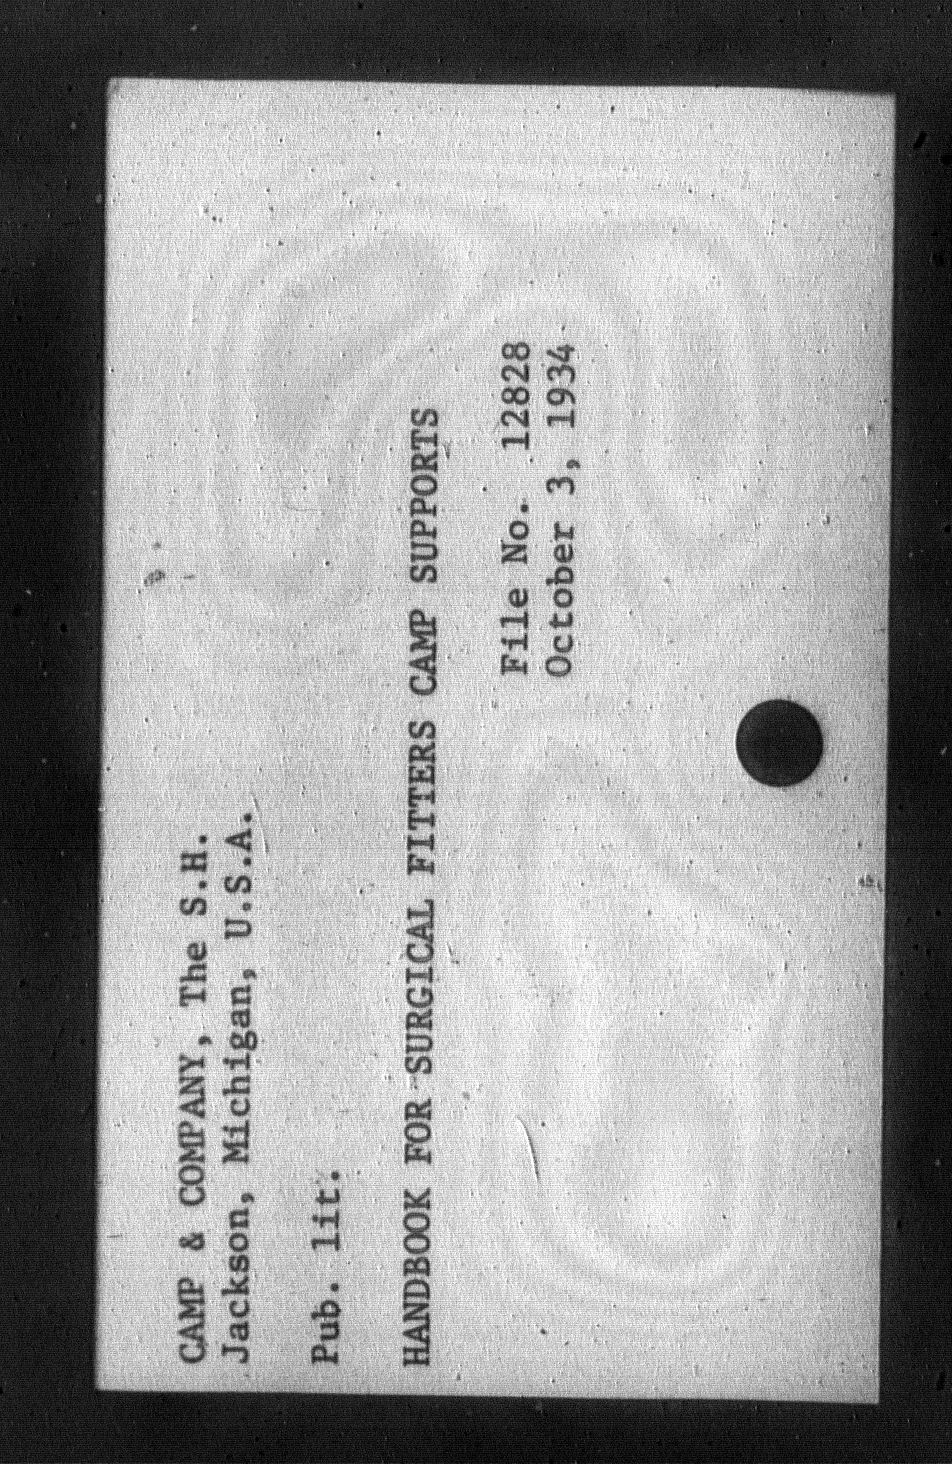 CAMP & COMPANY, The S.H.
Jackson, Michigan, U.S.A.
Pub. lit.
HANDBOOK FOR SURGICAL FITTERS CAMP SUPPORTS
File No. 12828
October 3, 1934